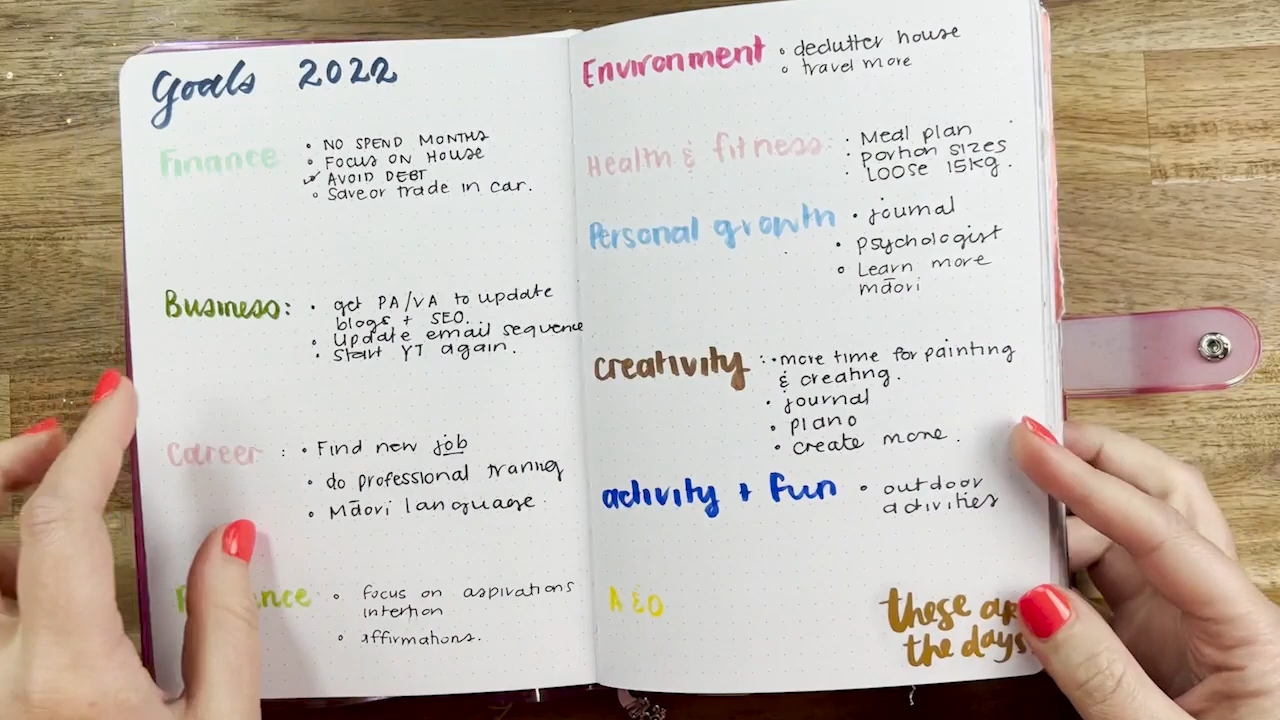 Goals 2022
Finance
• NO SPEND MONTHS
• FOCUS ON HOUSE
• AVOID DEBT
• Save or trade in car.
Business:
• get PA/VA to update
blogs + SEO.
• Update email sequence
• Start YT again.
Career:
• Find new job
• do professional training
• Māori language
• focus on aspirations
intention
• affirmations.
Environment
• declutter house
• travel more
Health & fitness:
• Meal plan
• portion sizes
• Loose 15kg.
Personal growth
• journal
• psychologist
• Learn more
māori
creativity:
• more time for painting
& creating.
• journal
• piano
• create more.
activity + Fun
• outdoor
activities
these
the days